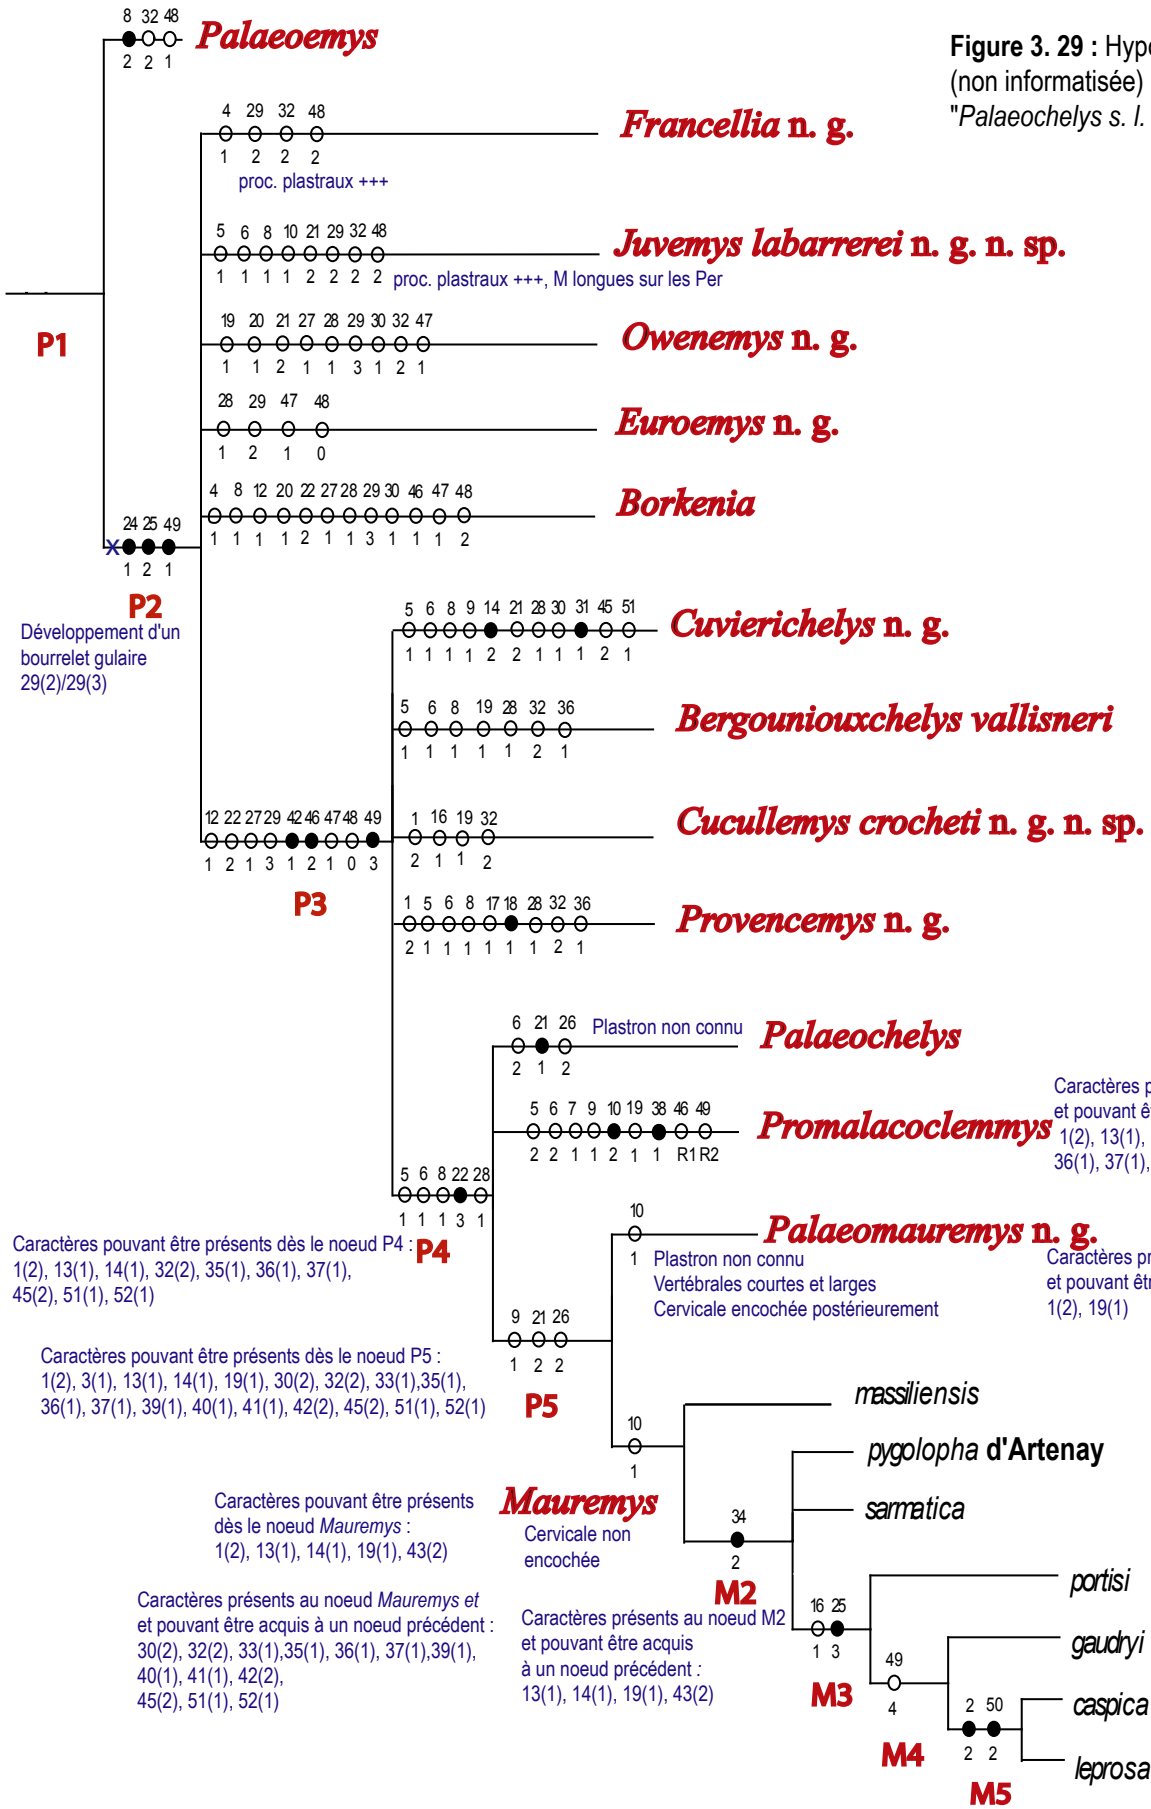 8 32 48
Palaeoemys
2 2 1
Figure 3. 29 : Hypo
(non informatisée)
"Palaeochelys s. l.
4 29 32 48
Francellia n. g.
1 2 2 2
proc. plastraux +++
5 6 8 10 21 29 32 48
Juvemys labarrerei n. g. n. sp.
1 1 1 1 2 2 2 2
proc. plastraux +++, M longues sur les Per
P1
19 20 21 27 28 29 30 32 47
Owenemys n. g.
1 1 2 1 1 3 1 2 1
28 29 47 48
Euroemys n. g.
1 2 1 0
4 8 12 20 22 27 28 29 30 46 47 48
Borkenia
1 1 1 1 2 1 1 3 1 1 1 2
24 25 49
x
1 2 1
P2
Développement d'un
bourrelet gulaire
29(2)/29(3)
5 6 8 9 14 21 28 30 31 45 51
Cuvierichelys n. g.
1 1 1 1 2 2 1 1 1 2 1
5 6 8 19 28 32 36
Bergouniouxchelys vallisneri
1 1 1 1 1 2 1
12 22 27 29 42 46 47 48 49
1 2 1 3 1 2 1 0 3
P3
1 16 19 32
Cucullemys crocheti n. g. n. sp.
2 1 1 2
1 5 6 8 17 18 28 32 36
Provencemys n. g.
2 1 1 1 1 1 1 2 1
6 21 26
Plastron non connu
Palaeochelys
2 1 2
5 6 7 9 10 19 38 46 49
Promalacoclemmys
2 2 1 1 2 1 1 R1 R2
Caractères p
et pouvant êt
1(2), 13(1),
36(1), 37(1),
5 6 8 22 28
1 1 1 3 1
P4
Caractères pouvant être présents dès le noeud P4 :
1(2), 13(1), 14(1), 32(2), 35(1), 36(1), 37(1),
45(2), 51(1), 52(1)
10
Palaeomauremys n. g.
1
Plastron non connu
Vertébrales courtes et larges
Cervicale encochée postérieurement
Caractères pr
et pouvant êtr
1(2), 19(1)
9 21 26
1 2 2
P5
Caractères pouvant être présents dès le noeud P5 :
1(2), 3(1), 13(1), 14(1), 19(1), 30(2), 32(2), 33(1),35(1),
36(1), 37(1), 39(1), 40(1), 41(1), 42(2), 45(2), 51(1), 52(1)
massiliensis
10
1
pygolopha d'Artenay
Mauremys
Cervicale non
encochée
Caractères pouvant être présents
dès le noeud Mauremys :
1(2), 13(1), 14(1), 19(1), 43(2)
sarmatica
34
2
M2
portisi
Caractères présents au noeud Mauremys et
et pouvant être acquis à un noeud précédent :
30(2), 32(2), 33(1),35(1), 36(1), 37(1),39(1),
40(1), 41(1), 42(2),
45(2), 51(1), 52(1)
Caractères présents au noeud M2
et pouvant être acquis
à un noeud précédent :
13(1), 14(1), 19(1), 43(2)
16 25
1 3
M3
gaudryi
49
4
M4
caspica
2 50
2 2
M5
leprosa